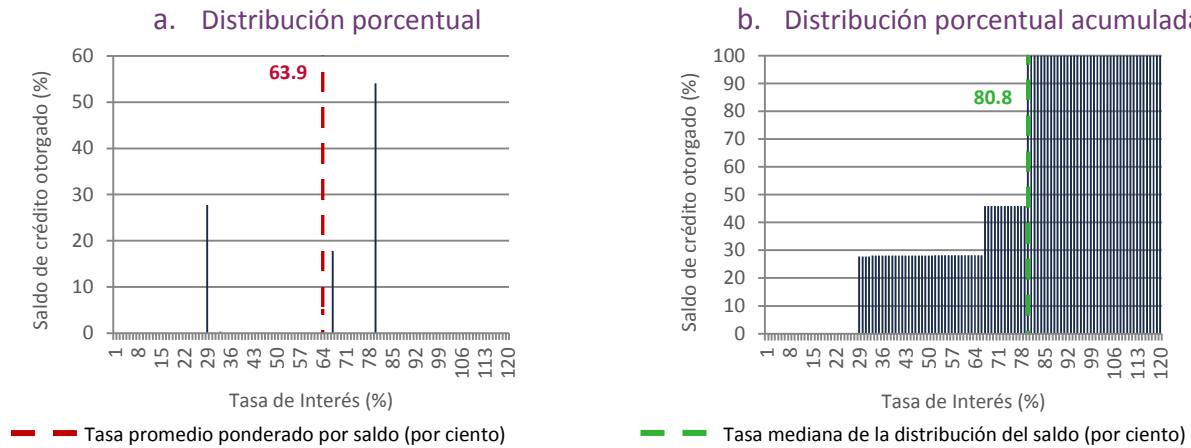 a. Distribución porcentual
Saldo de crédito otorgado (%)
60
50
40
30
20
10
0
63.9
1 8 15 22 29 36 43 50 57 64 71 78 85 92 99 106 113 120
Tasa de Interés (%)
Tasa promedio ponderado por saldo (por ciento)
b. Distribución porcentual acumulada
Saldo de crédito otorgado (%)
100
90
80
70
60
50
40
30
20
10
0
80.8
1 8 15 22 29 36 43 50 57 64 71 78 85 92 99 106 113 120
Tasa de Interés (%)
Tasa mediana de la distribución del saldo (por ciento)